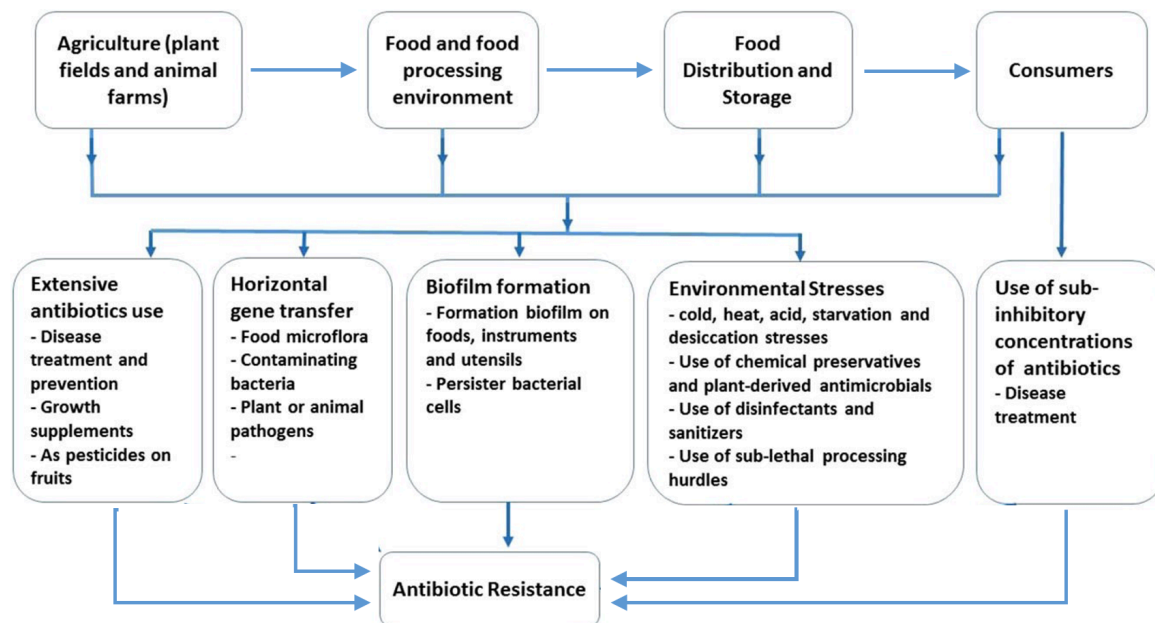 Agriculture (plant
fields and animal
farms)
Food and food
processing
environment
Food
Distribution and
Storage
Consumers
Extensive
antibiotics use
- Disease
treatment and
prevention
- Growth
supplements
- As pesticides on
fruits
Horizontal
gene transfer
- Food microflora
- Contaminating
bacteria
- Plant or animal
pathogens
-
Biofilm formation
- Formation biofilm on
foods, instruments
and utensils
- Persister bacterial
cells
Environmental Stresses
- cold, heat, acid, starvation and
desiccation stresses
- Use of chemical preservatives
and plant-derived antimicrobials
- Use of disinfectants and
sanitizers
- Use of sub-lethal processing
hurdles
Use of sub-
inhibitory
concentrations
of antibiotics
- Disease
treatment
Antibiotic Resistance